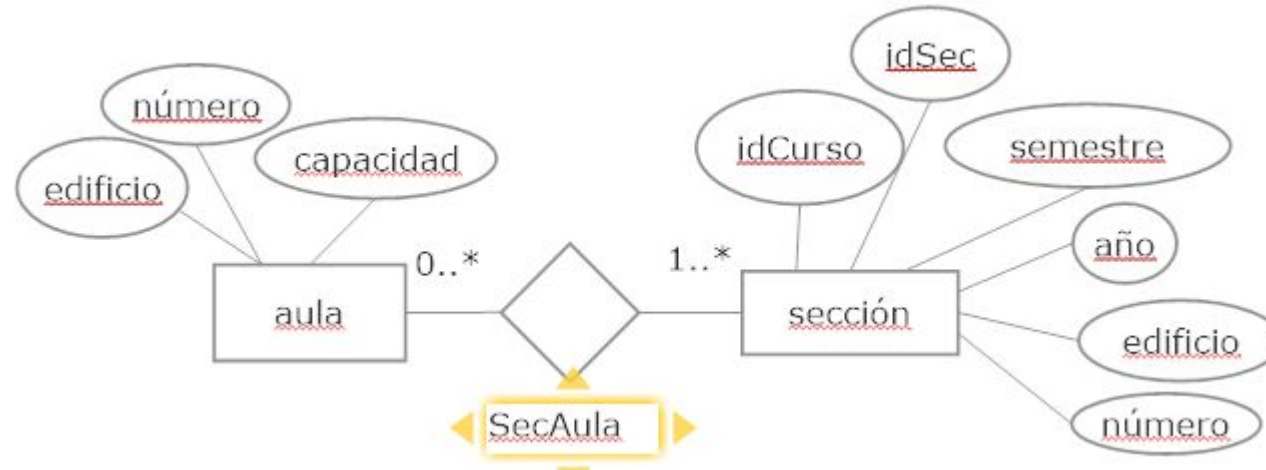 número
edificio
capacidad
aula
0..*
SecAula
1..*
sección
idCurso
idSec
semestre
año
edificio
número